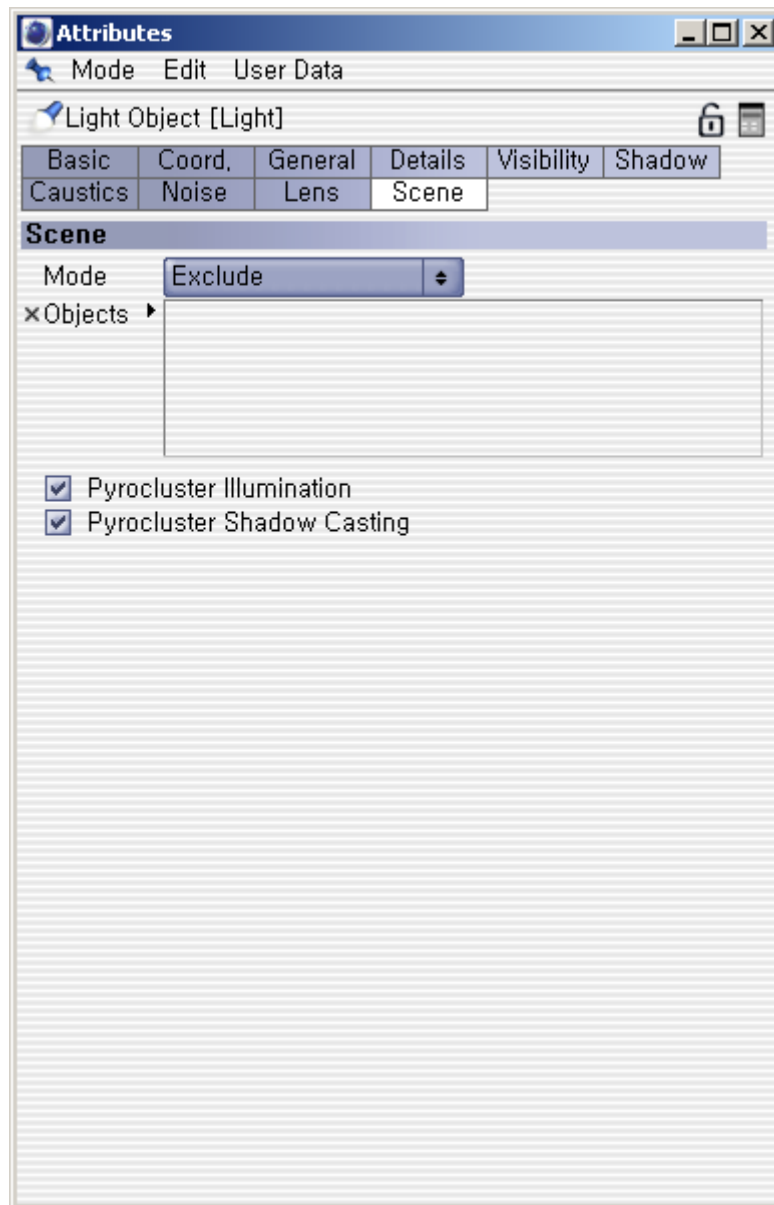 Attributes
Mode Edit User Data
Light Object [Light]
Basic Coord. General Details Visibility Shadow
Caustics Noise Lens Scene
Scene
Mode Exclude
Objects
Pyrocluster Illumination
Pyrocluster Shadow Casting